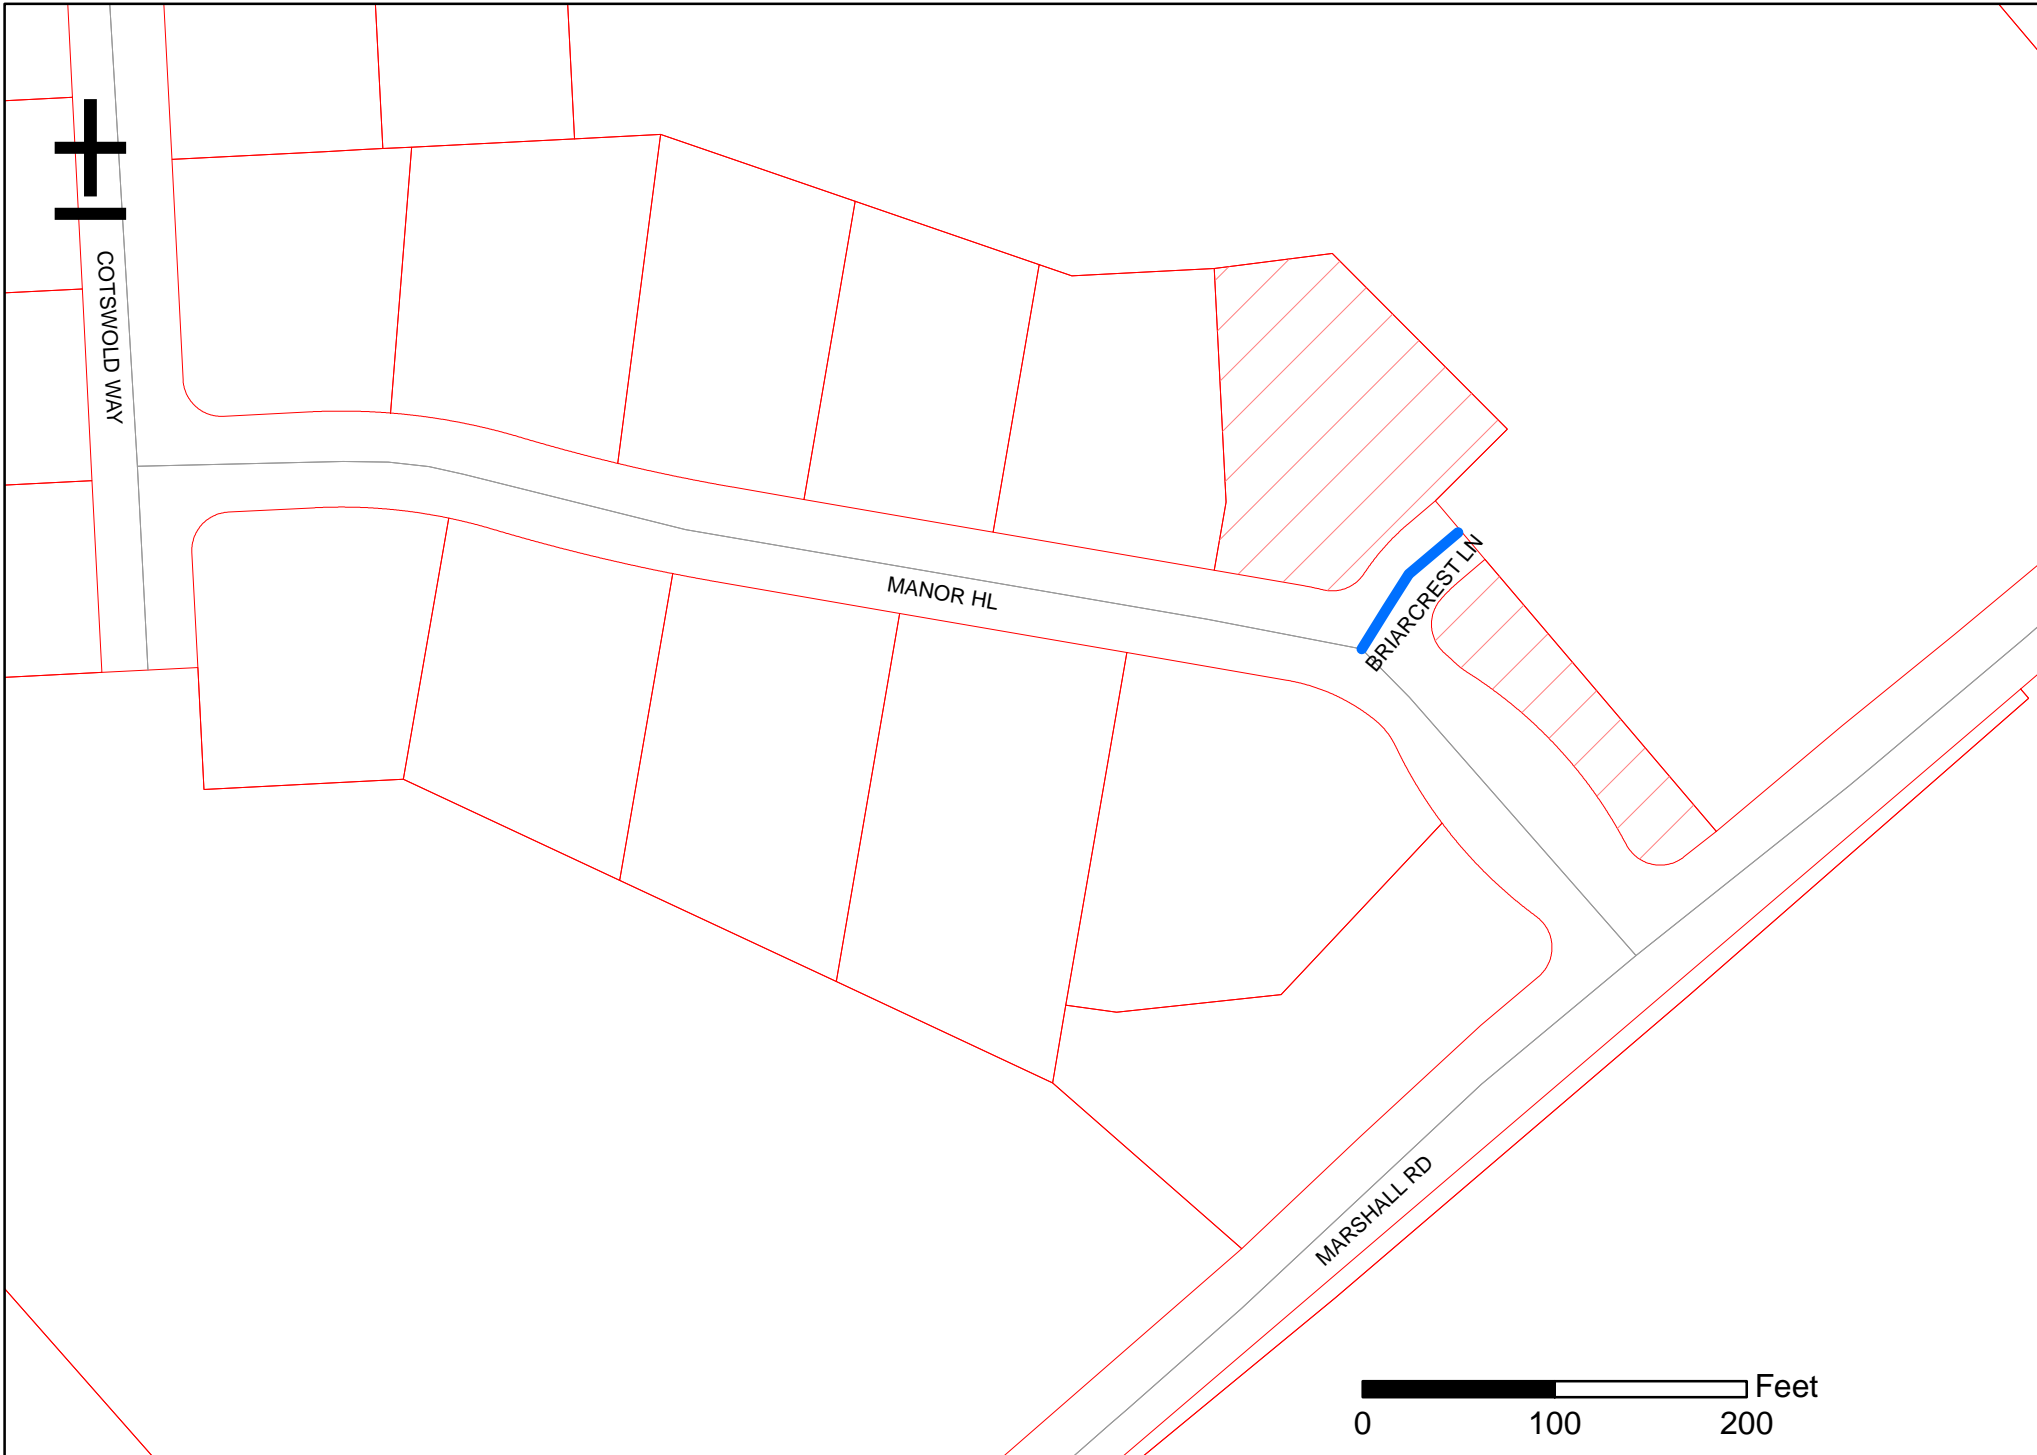 COTSWOLD WAY
MANOR HL
BRIARCREST LN
MARSHALL RD
Feet
0 100 200